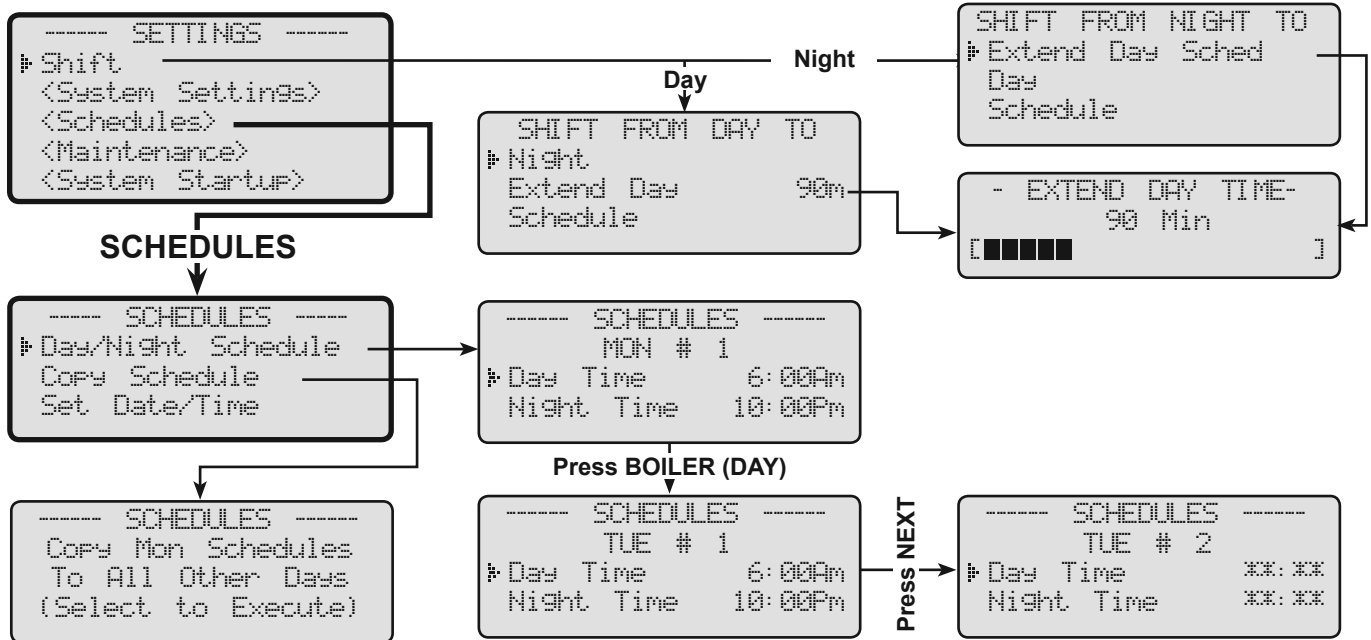 ------ SETTINGS ------
Shift
<System Settings>
<Schedules>
<Maintenance>
<System Startup>
Night
Day
SHIFT FROM NIGHT TO
Extend Day Sched
Day
Schedule
SHIFT FROM DAY TO
Night
Extend Day 90m
Schedule
- EXTEND DAY TIME-
90 Min
[ ]
SCHEDULES
----- SCHEDULES -----
Day/Night Schedule
Copy Schedule
Set Date/Time
------ SCHEDULES ------
MON # 1
Day Time 6:00Am
Night Time 10:00Pm
Press BOILER (DAY)
------ SCHEDULES ------
Copy Mon Schedules
To All Other Days
(Select to Execute)
------ SCHEDULES ------
TUE # 1
Day Time 6:00Am
Night Time 10:00Pm
Press NEXT
------ SCHEDULES ------
TUE # 2
Day Time **:**
Night Time **:**